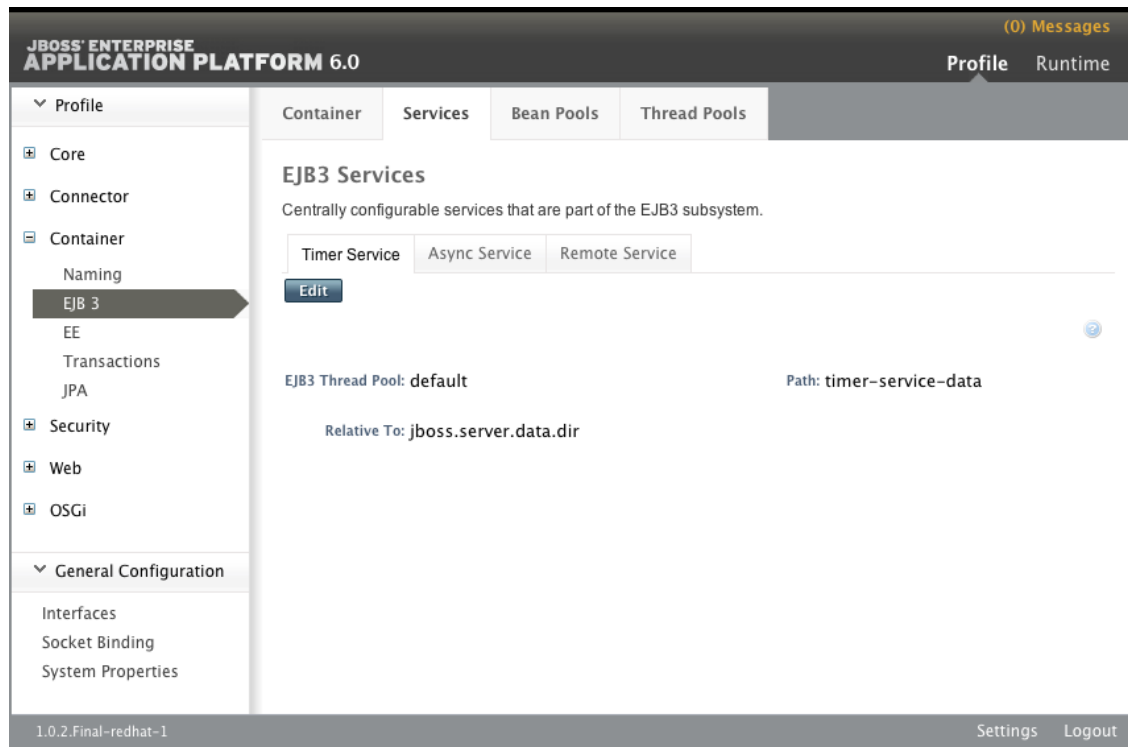 (0) Messages
JBOSS' ENTERPRISE
APPLICATION PLATFORM 6.0
Profile Runtime
Profile
Core
Connector
Container
Naming
EJB 3
EE
Transactions
JPA
Security
Web
OSGi
General Configuration
Interfaces
Socket Binding
System Properties
Container Services Bean Pools Thread Pools
EJB3 Services
Centrally configurable services that are part of the EJB3 subsystem.
Timer Service Async Service Remote Service
Edit
EJB3 Thread Pool: default Path: timer-service-data
Relative To: jboss.server.data.dir
1.0.2.Final-redhat-1 Settings Logout